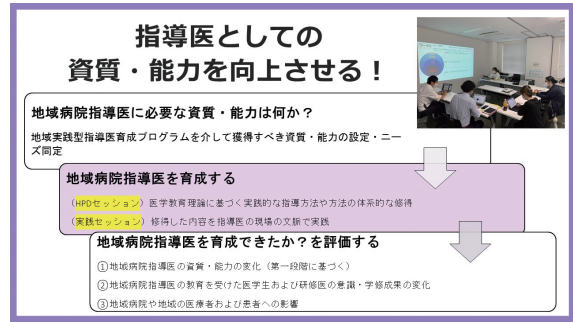 指導医としての
資質・能力を向上させる！
地域病院指導医に必要な資質・能力は何か？
地域実践型指導医育成プログラムを介して獲得すべき資質・能力の設定・ニー
ズ同定
地域病院指導医を育成する
（HPDセッション）医学教育理論に基づく実践的な指導方法や方法の体系的な修得
（実践セッション）修得した内容を指導医の現場の文脈で実践
地域病院指導医を育成できたか？を評価する
①地域病院指導医の資質・能力の変化（第一段階に基づく）
②地域病院指導医の教育を受けた医学生および研修医の意識・学修成果の変化
③地域病院や地域の医療者および患者への影響